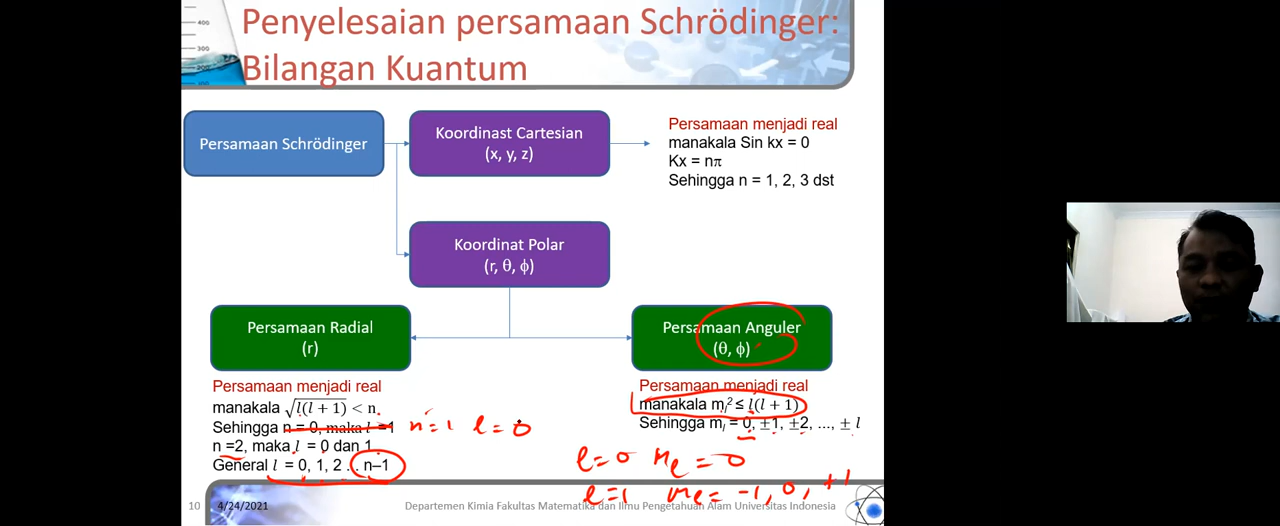 400
300
200
Penyelesaian persamaan Schrödinger:
Bilangan Kuantum
Persamaan Schrödinger
Koordinast Cartesian
(x, y, z)
Persamaan menjadi real
manakala Sin kx = 0
Kx = nπ
Sehingga n = 1, 2, 3 dst
Koordinat Polar
(r, θ, ϕ)
Persamaan Radial
(r)
Persamaan Anguler
(θ, ϕ)
Persamaan menjadi real
manakala √l(l + 1) < n
Sehingga n = 0, maka l =1 n=1 l=0
n =2, maka l = 0 dan 1
General l = 0, 1, 2 .. n–1
Persamaan menjadi real
manakala mₗ² ≤ l(l + 1)
Sehingga mₗ = 0, ±1, ±2, ..., ± l
l=0 mₗ=0
l=1 mₗ= -1, 0, +1
10 4/24/2021 Departemen Kimia Fakultas Matematika dan Ilmu Pengetahuan Alam Universitas Indonesia